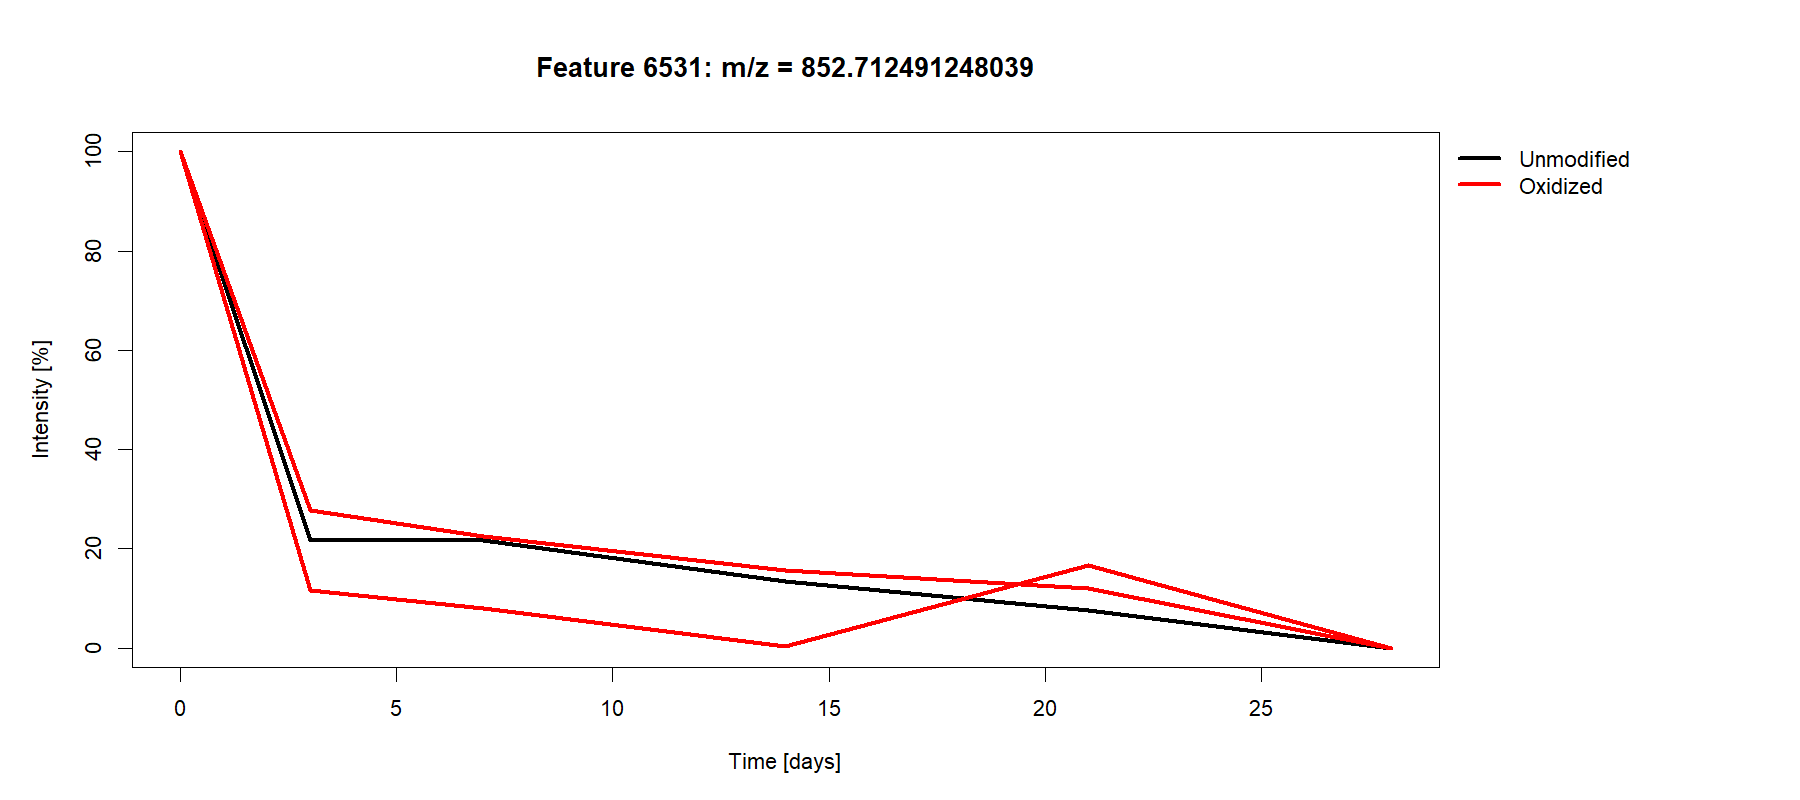 Feature 6531: m/z = 852.712491248039
Unmodified
Oxidized
Intensity [%]
100
80
60
40
20
0
0 5 10 15 20 25
Time [days]